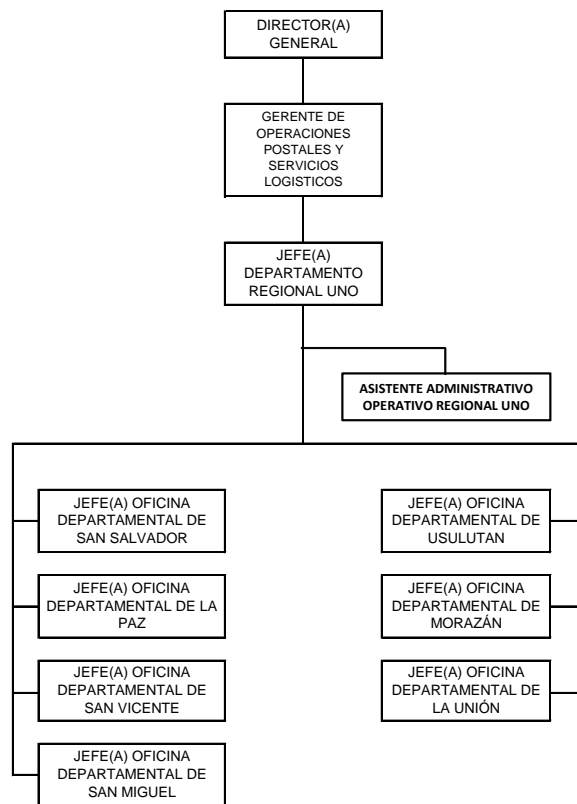 DIRECTOR(A)
GENERAL
GERENTE DE
OPERACIONES
POSTALES Y
SERVICIOS
LOGISTICOS
JEFE(A)
DEPARTAMENTO
REGIONAL UNO
ASISTENTE ADMINISTRATIVO
OPERATIVO REGIONAL UNO
JEFE(A) OFICINA
DEPARTAMENTAL DE
SAN SALVADOR
JEFE(A) OFICINA
DEPARTAMENTAL DE LA
PAZ
JEFE(A) OFICINA
DEPARTAMENTAL DE
SAN VICENTE
JEFE(A) OFICINA
DEPARTAMENTAL DE
SAN MIGUEL
JEFE(A) OFICINA
DEPARTAMENTAL DE
USULUTAN
JEFE(A) OFICINA
DEPARTAMENTAL DE
MORAZÁN
JEFE(A) OFICINA
DEPARTAMENTAL DE
LA UNIÓN